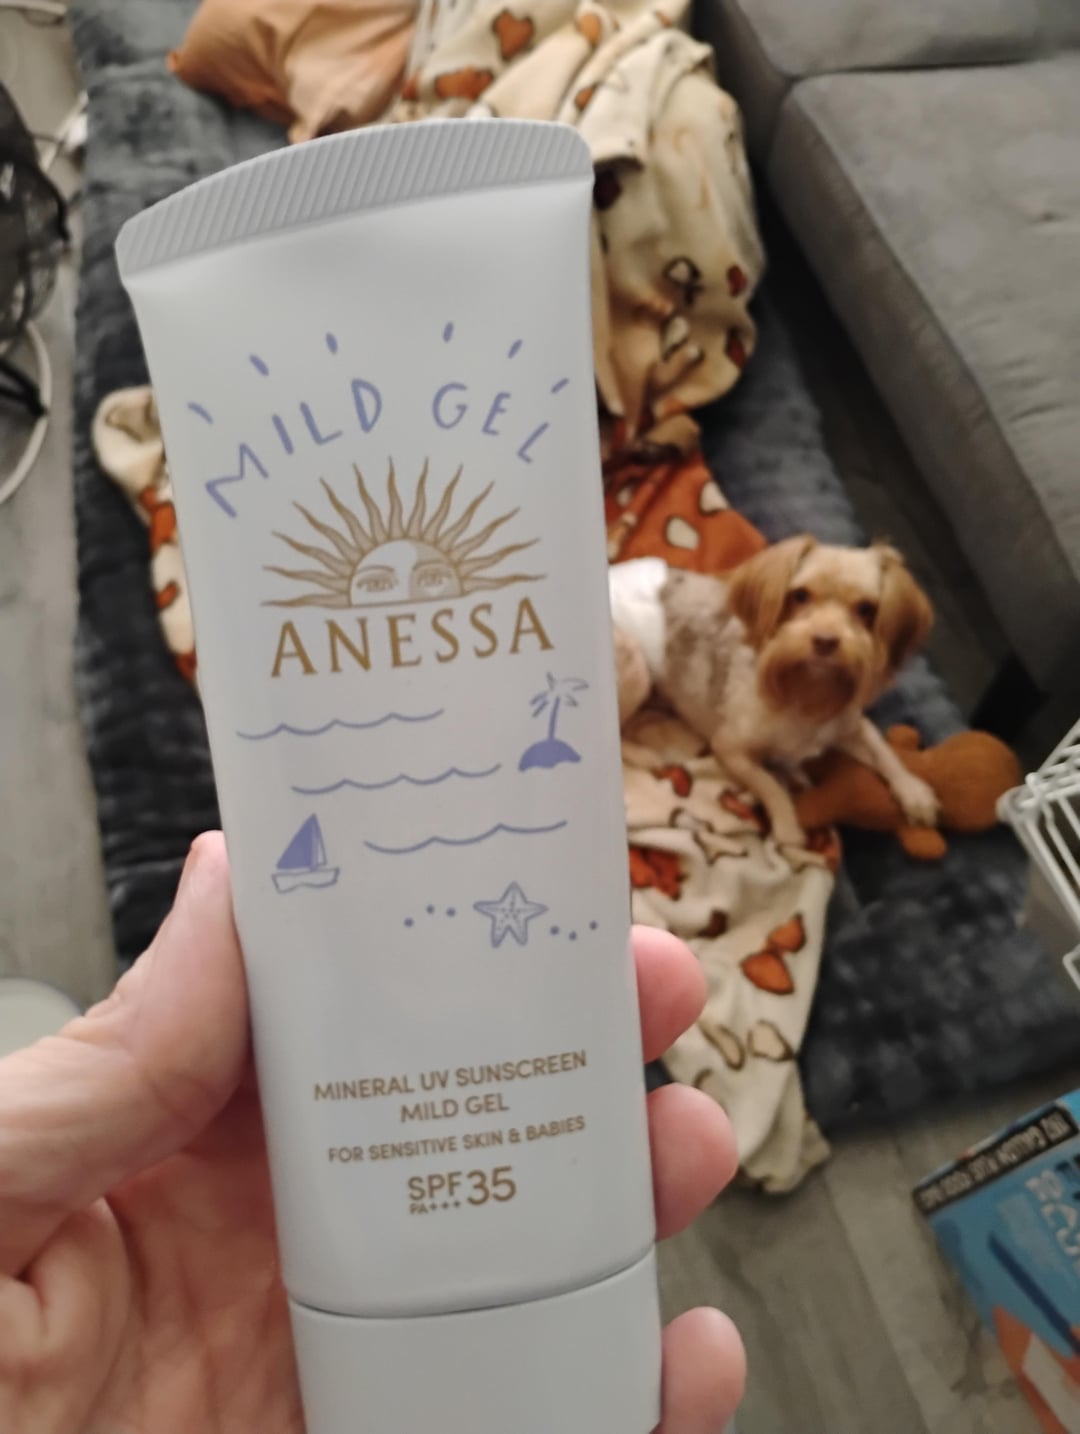 MILD GEL
ANESSA
MINERAL UV SUNSCREEN
MILD GEL
FOR SENSITIVE SKIN & BABIES
SPF 35
PA+++